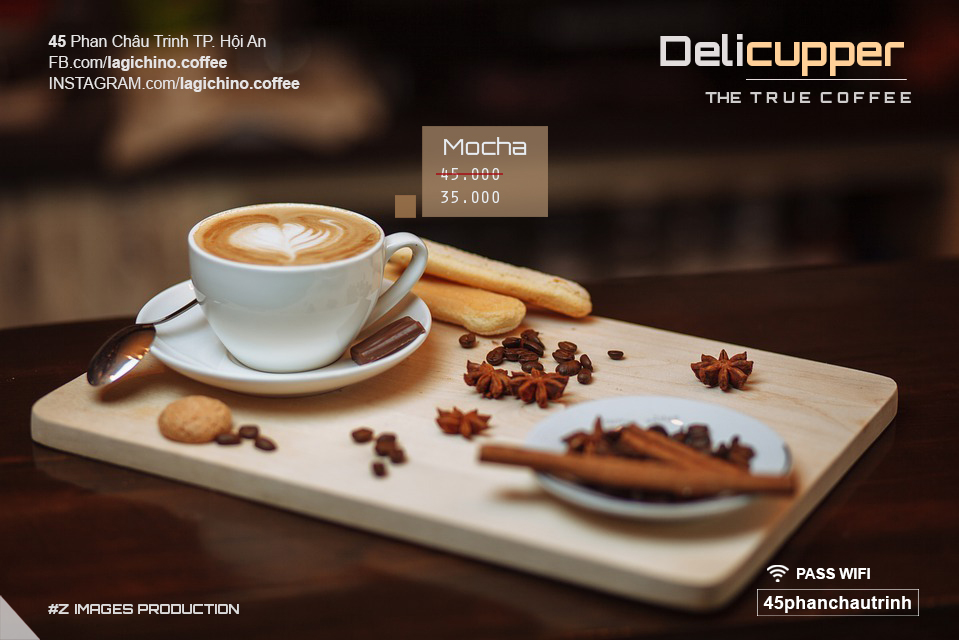 45 Phan Châu Trinh TP. Hội An
FB.com/lagichino.coffee
INSTAGRAM.com/lagichino.coffee
Delicupper
THE TRUE COFFEE
Mocha
45.000
35.000
PASS WIFI
45phanchautrinh
#Z IMAGES PRODUCTION